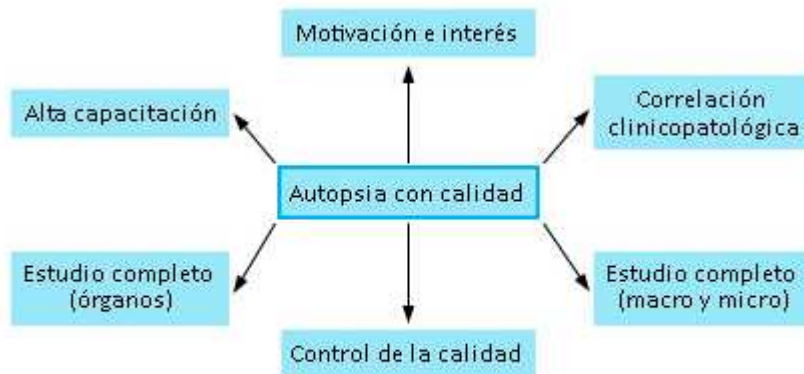 Motivación e interés
Alta capacitación
Correlación
clinicopatológica
Autopsia con calidad
Estudio completo
(órganos)
Estudio completo
(macro y micro)
Control de la calidad